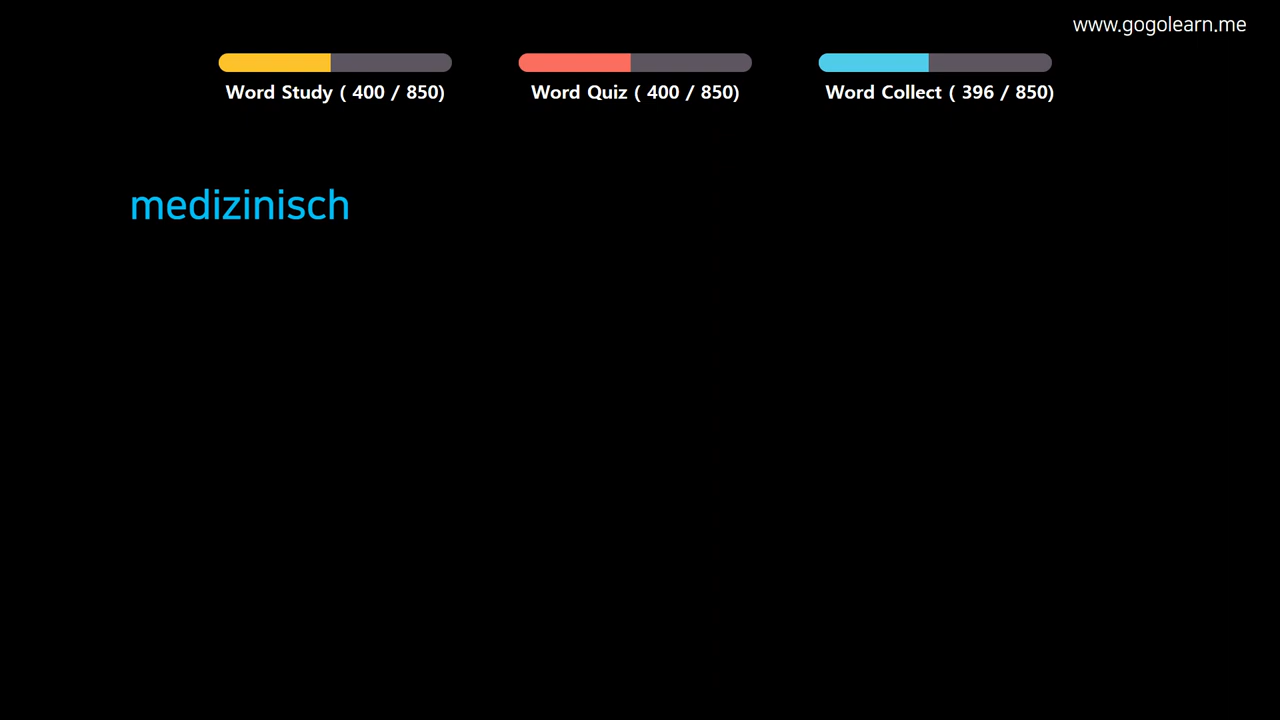 www.gogolearn.me
Word Study ( 400 / 850)
Word Quiz ( 400 / 850)
Word Collect ( 396 / 850)
medizinisch